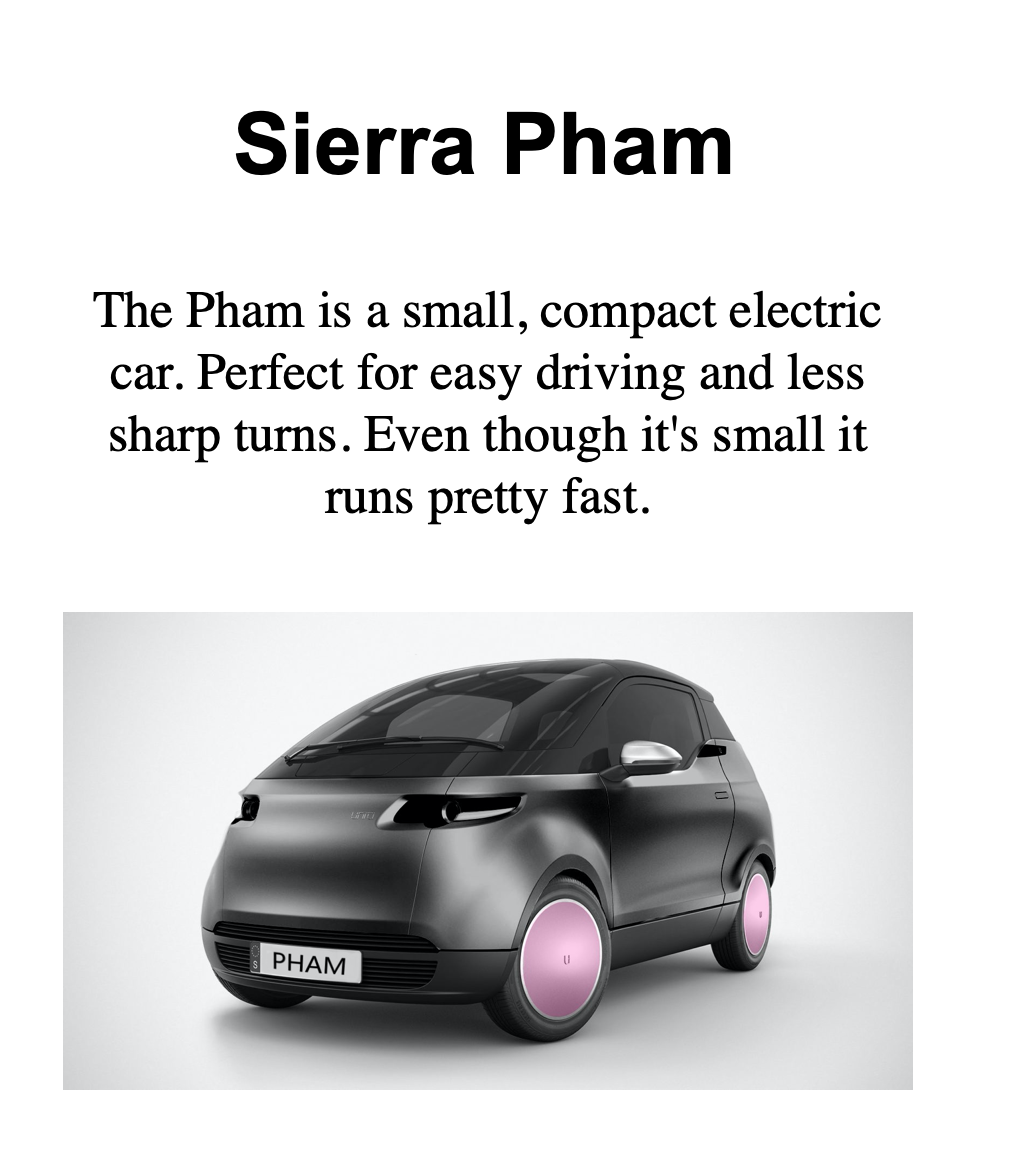 Sierra Pham
The Pham is a small, compact electric
car. Perfect for easy driving and less
sharp turns. Even though it's small it
runs pretty fast.
S
PHAM
U
U